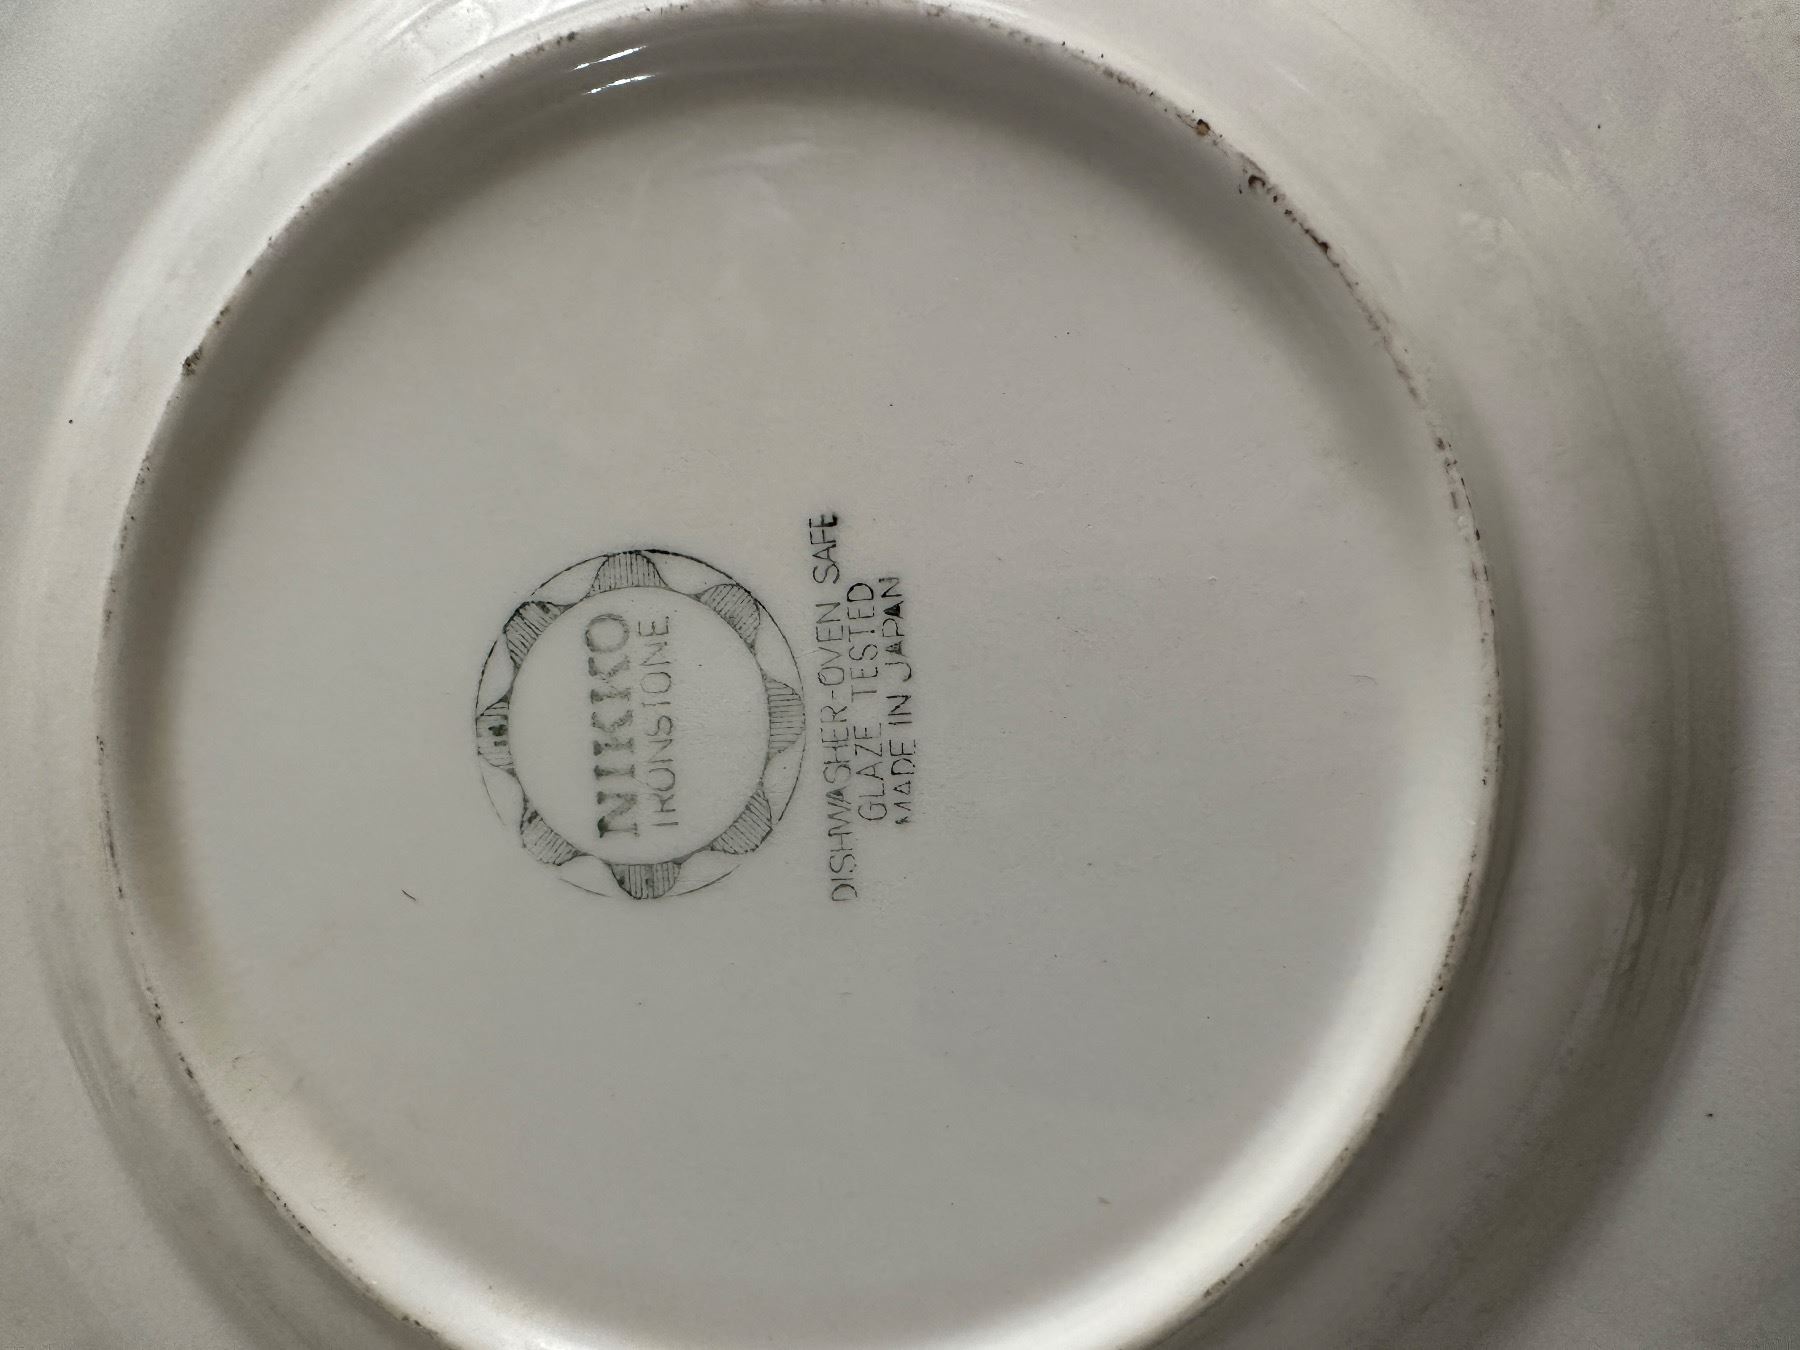 NIKKO
IRONSTONE
DISHWASHER-OVEN SAFE
GLAZE TESTED
MADE IN JAPAN